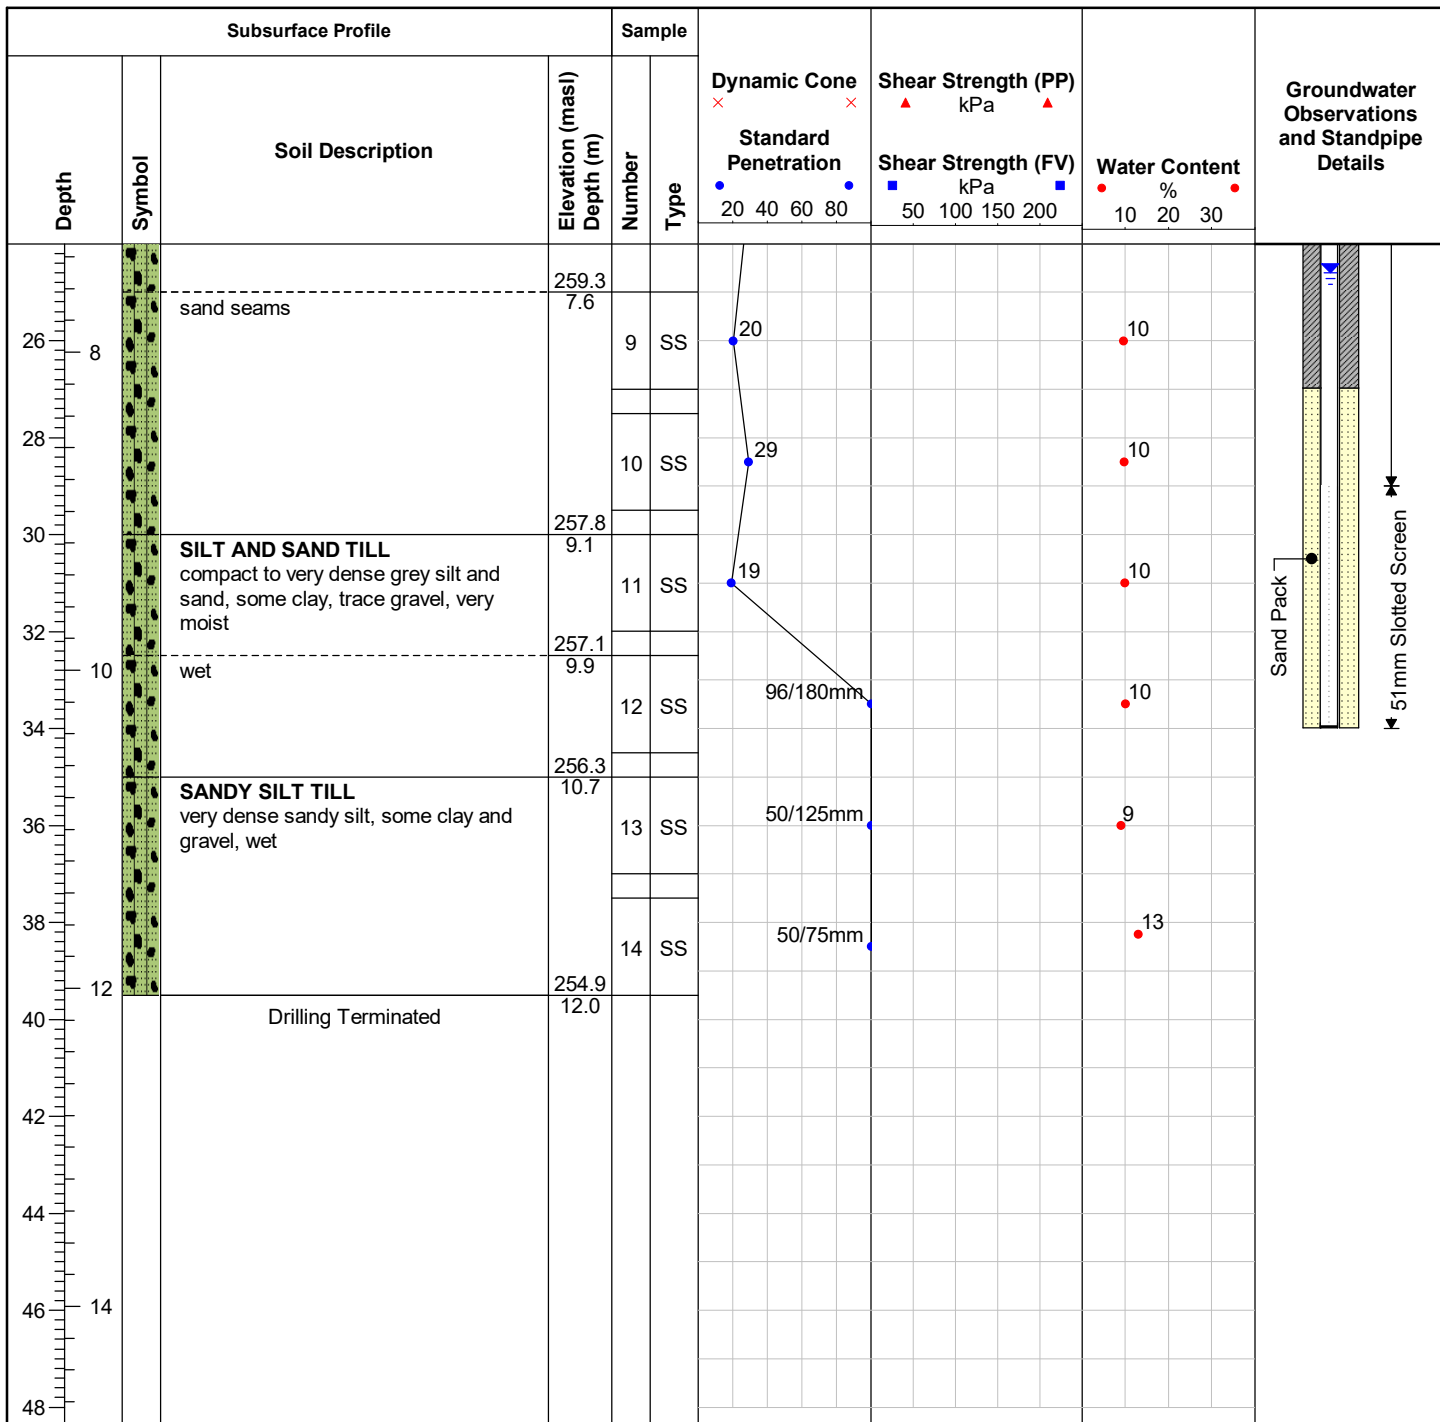 Subsurface Profile
Sample
Depth
Symbol
Soil Description
Elevation (masl)
Depth (m)
Number
Type
Dynamic Cone
Standard
Penetration
20 40 60 80
Shear Strength (PP)
kPa
Shear Strength (FV)
kPa
50 100 150 200
Water Content
%
10 20 30
Groundwater
Observations
and Standpipe
Details
259.3
sand seams
7.6
26
8
9 SS
20
10
28
10 SS
29
10
257.8
30
SILT AND SAND TILL
9.1
compact to very dense grey silt and
sand, some clay, trace gravel, very
moist
11 SS
19
10
Sand Pack
51mm Slotted Screen
32
257.1
10
wet
9.9
12 SS
96/180mm
10
34
256.3
SANDY SILT TILL
10.7
very dense sandy silt, some clay and
gravel, wet
36
13 SS
50/125mm
9
38
14 SS
50/75mm
13
254.9
12
Drilling Terminated
12.0
40
42
44
46
14
48